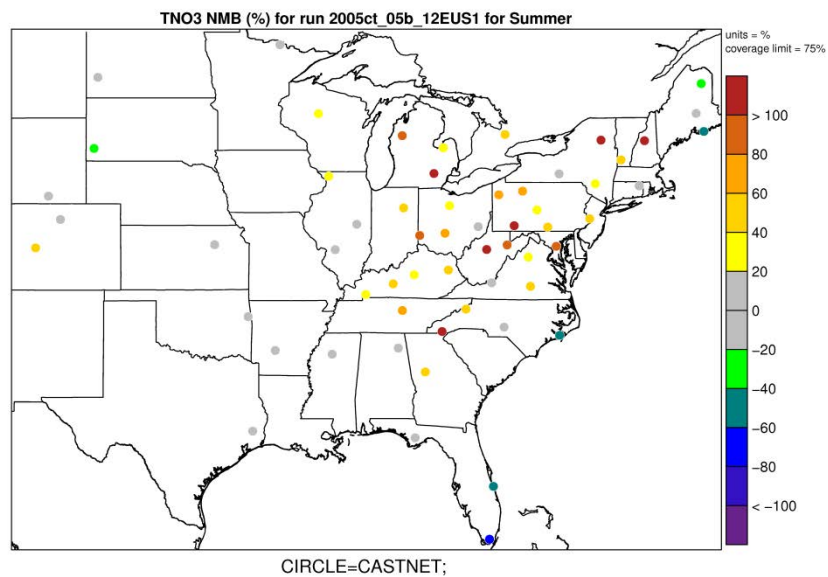 TNO3 NMB (%) for run 2005ct_05b_12EUS1 for Summer
units = %
coverage limit = 75%
> 100
80
60
40
20
0
−20
−40
−60
−80
< −100
CIRCLE=CASTNET;